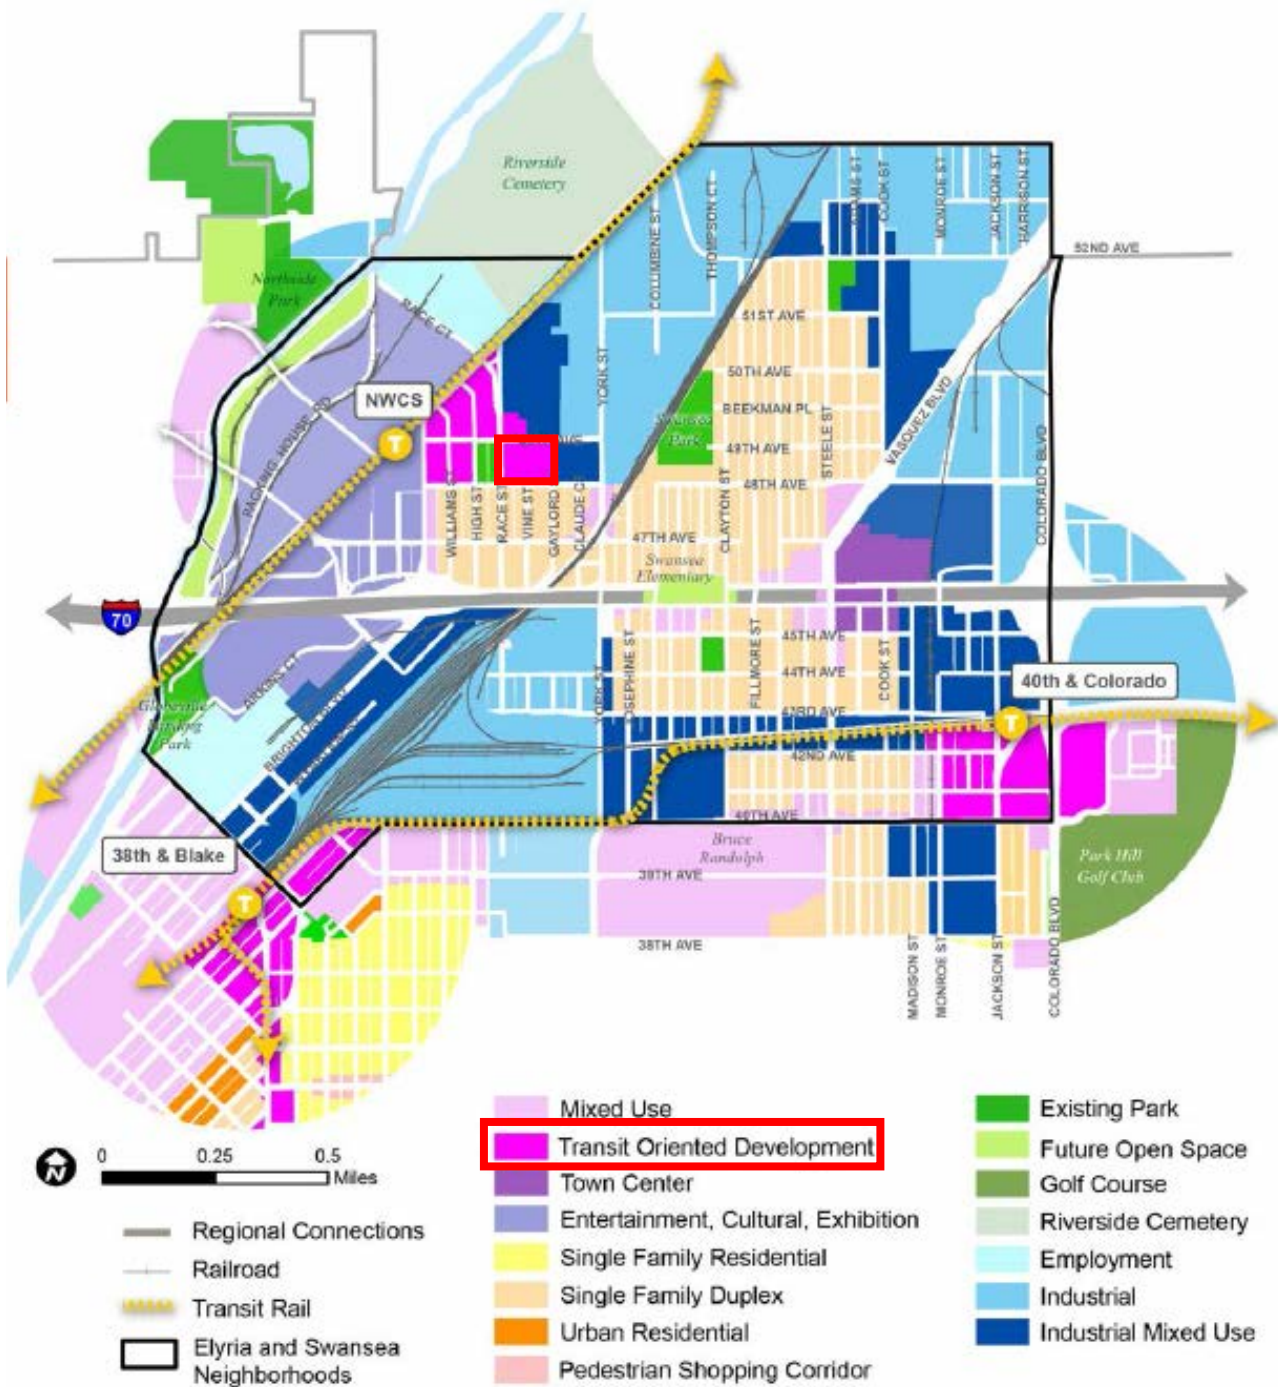 Riverside
Cemetery
52ND AVE
ADAMS ST
COOK ST
MONROE ST
JACKSON ST
HARRISON ST
COLUMBINE ST
THOMPSON CT
Northside
Park
RACE CT
51ST AVE
YORK ST
50TH AVE
NWCS
BEEKMAN PL
VASQUEZ BLVD
STEELE ST
Swansea
Park
49TH AVE
T
PACKING HOUSE RD
48TH AVE
COLORADO BLVD
WILLIAMS ST
HIGH ST
RACE ST
VINE ST
GAYLORD
CLAUDE C
CLAYTON ST
47TH AVE
Swansea
Elementary
70
45TH AVE
44TH AVE
YORK ST
JOSEPHINE ST
FILLMORE ST
COOK ST
ARKINS CT
40th & Colorado
Globeville
Landing
Park
BRIGHTON BLVD
43RD AVE
T
42ND AVE
40TH AVE
38th & Blake
Bruce
Randolph
39TH AVE
Park Hill
Golf Club
T
38TH AVE
MADISON ST
MONROE ST
JACKSON ST
COLORADO BLVD
0 0.25 0.5
Miles
N
Regional Connections
Railroad
Transit Rail
Elyria and Swansea
Neighborhoods
Mixed Use
Transit Oriented Development
Town Center
Entertainment, Cultural, Exhibition
Single Family Residential
Single Family Duplex
Urban Residential
Pedestrian Shopping Corridor
Existing Park
Future Open Space
Golf Course
Riverside Cemetery
Employment
Industrial
Industrial Mixed Use